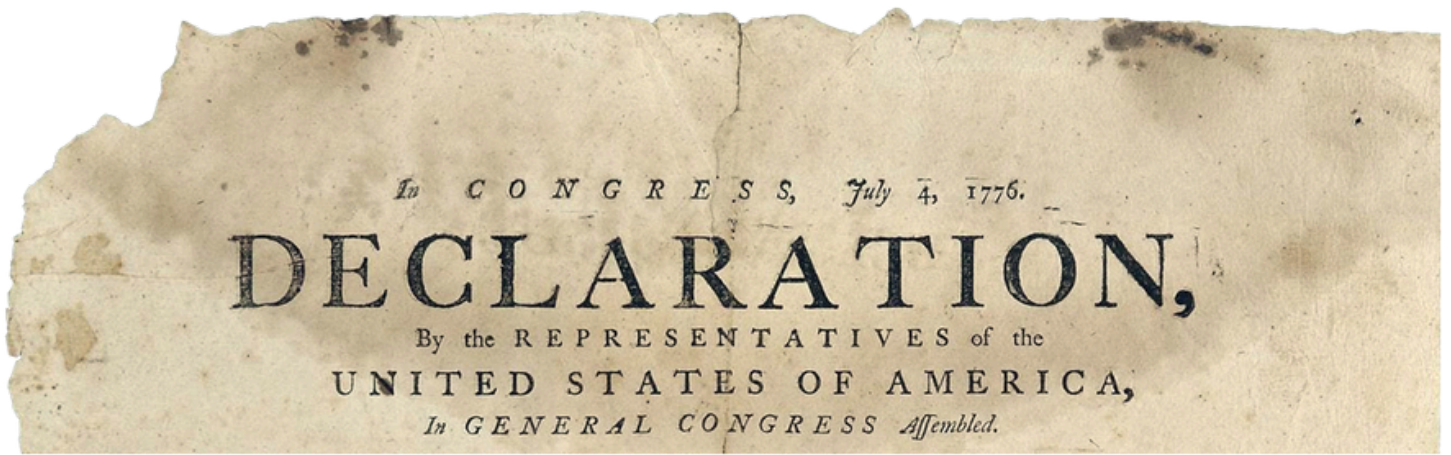 In CONGRESS, July 4, 1776.
DECLARATION,
By the REPRESENTATIVES of the
UNITED STATES OF AMERICA,
In GENERAL CONGRESS Aſſembled.